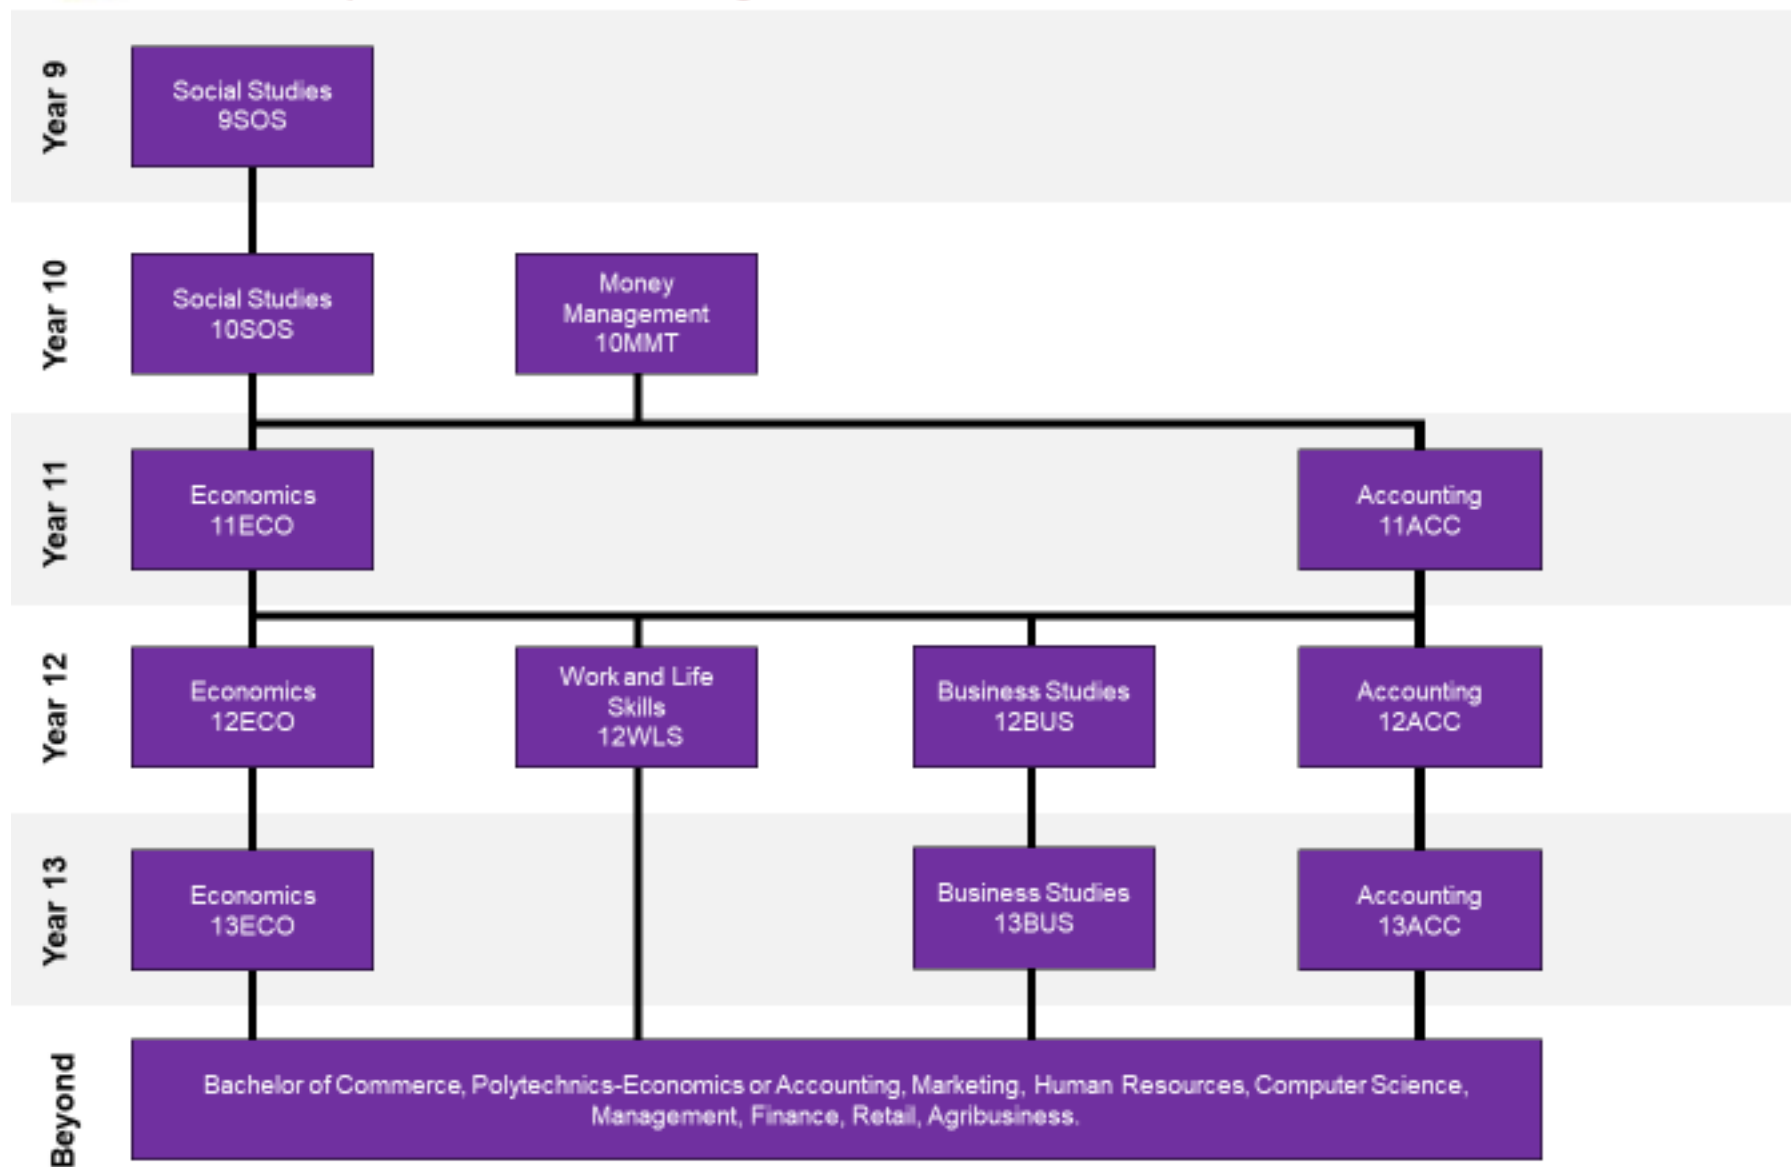 Year 9
Social Studies
9SOS
Year 10
Social Studies
10SOS
Money
Management
10MMT
Year 11
Economics
11ECO
Accounting
11ACC
Year 12
Economics
12ECO
Work and Life
Skills
12WLS
Business Studies
12BUS
Accounting
12ACC
Year 13
Economics
13ECO
Business Studies
13BUS
Accounting
13ACC
Beyond
Bachelor of Commerce, Polytechnics-Economics or Accounting, Marketing, Human Resources, Computer Science,
Management, Finance, Retail, Agribusiness.